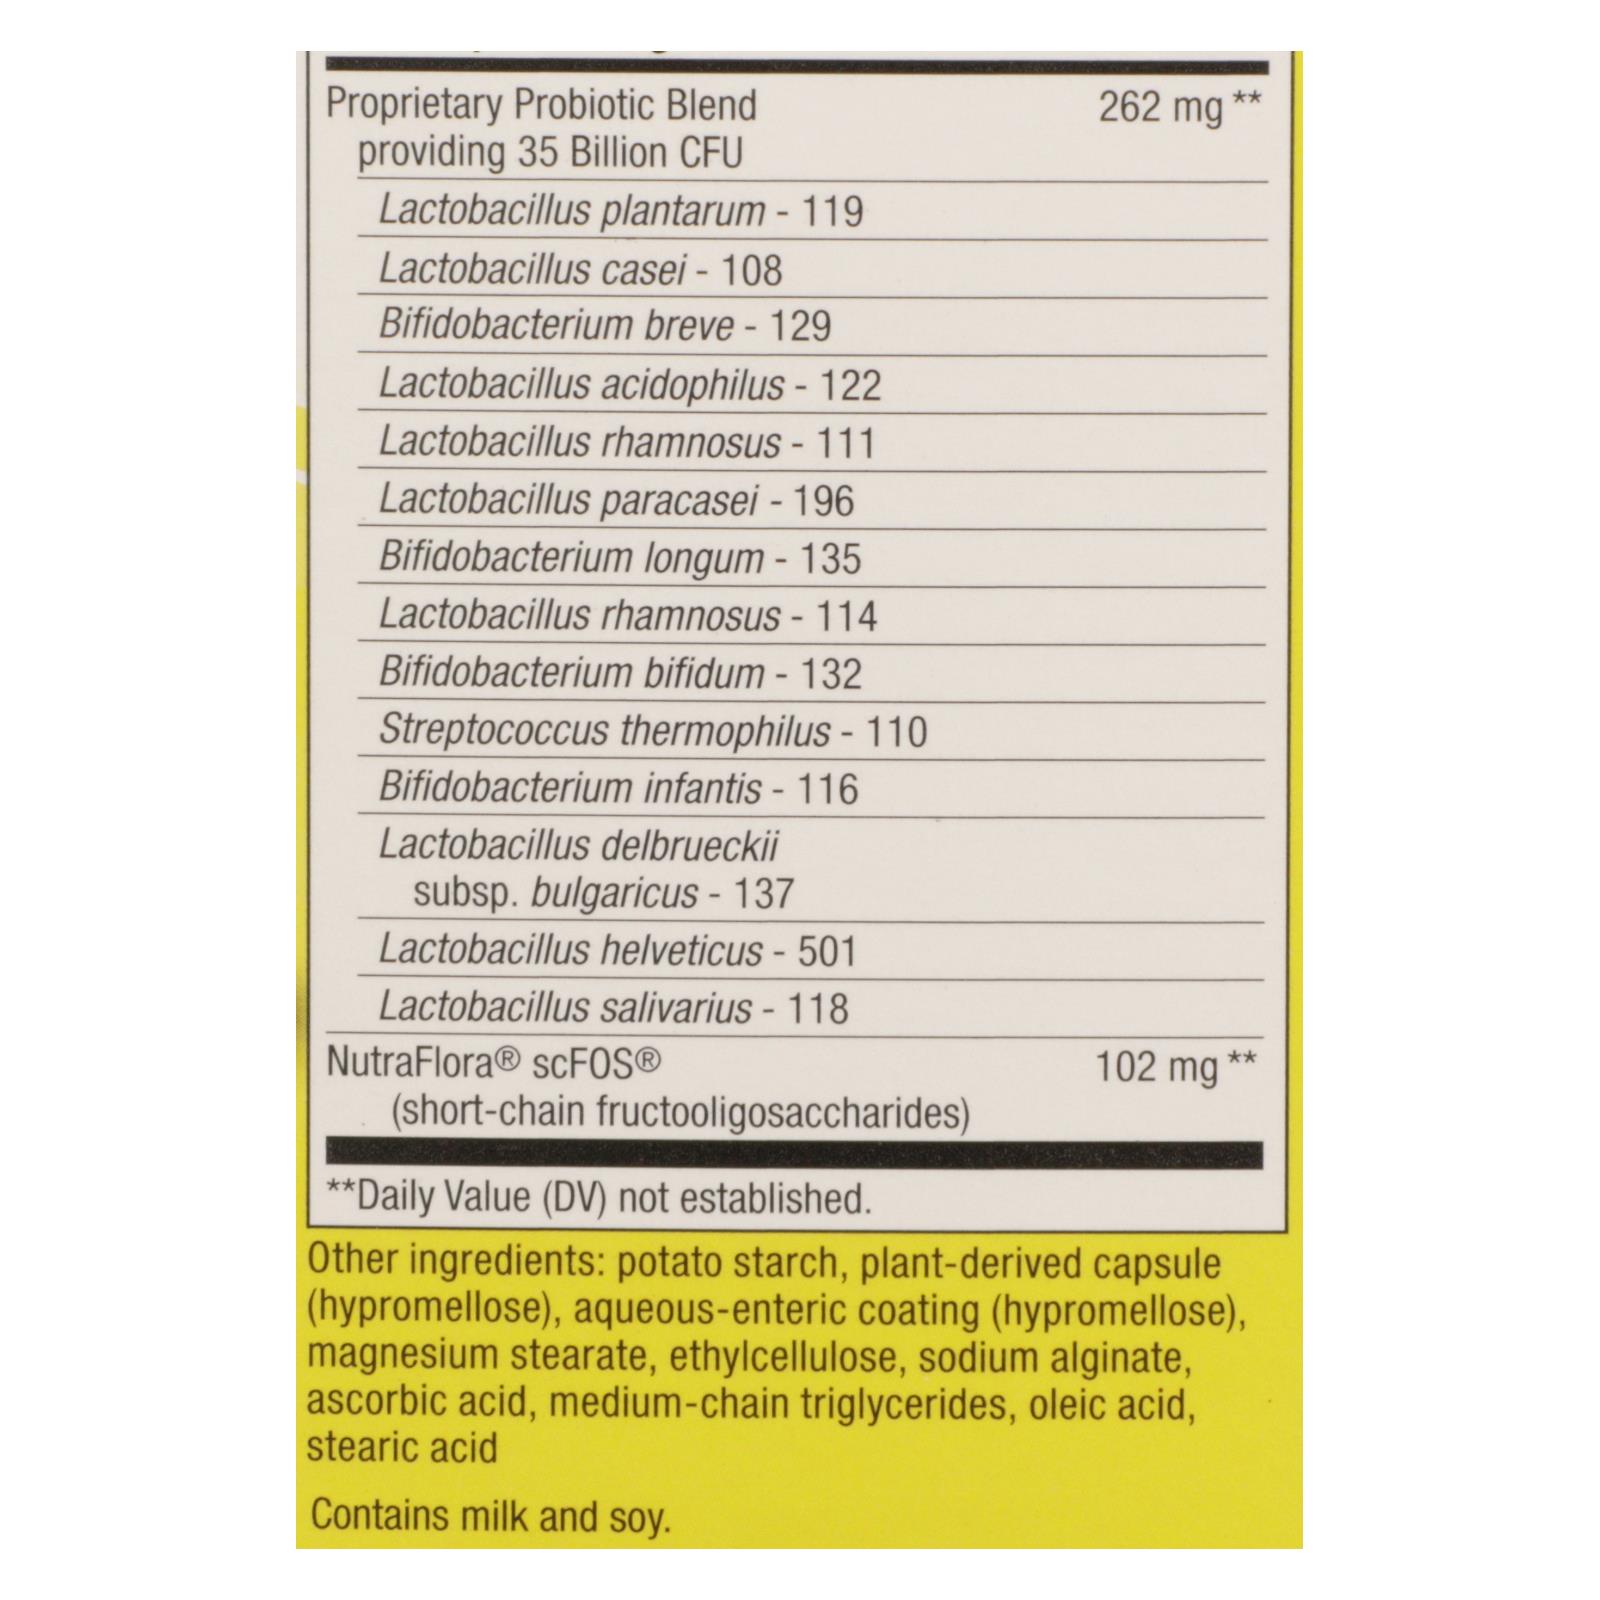 Proprietary Probiotic Blend 262 mg **
providing 35 Billion CFU
Lactobacillus plantarum - 119
Lactobacillus casei - 108
Bifidobacterium breve - 129
Lactobacillus acidophilus - 122
Lactobacillus rhamnosus - 111
Lactobacillus paracasei - 196
Bifidobacterium longum - 135
Lactobacillus rhamnosus - 114
Bifidobacterium bifidum - 132
Streptococcus thermophilus - 110
Bifidobacterium infantis - 116
Lactobacillus delbrueckii
subsp. bulgaricus - 137
Lactobacillus helveticus - 501
Lactobacillus salivarius - 118
NutraFlora® scFOS® 102 mg **
(short-chain fructooligosaccharides)
**Daily Value (DV) not established.
Other ingredients: potato starch, plant-derived capsule
(hypromellose), aqueous-enteric coating (hypromellose),
magnesium stearate, ethylcellulose, sodium alginate,
ascorbic acid, medium-chain triglycerides, oleic acid,
stearic acid
Contains milk and soy.